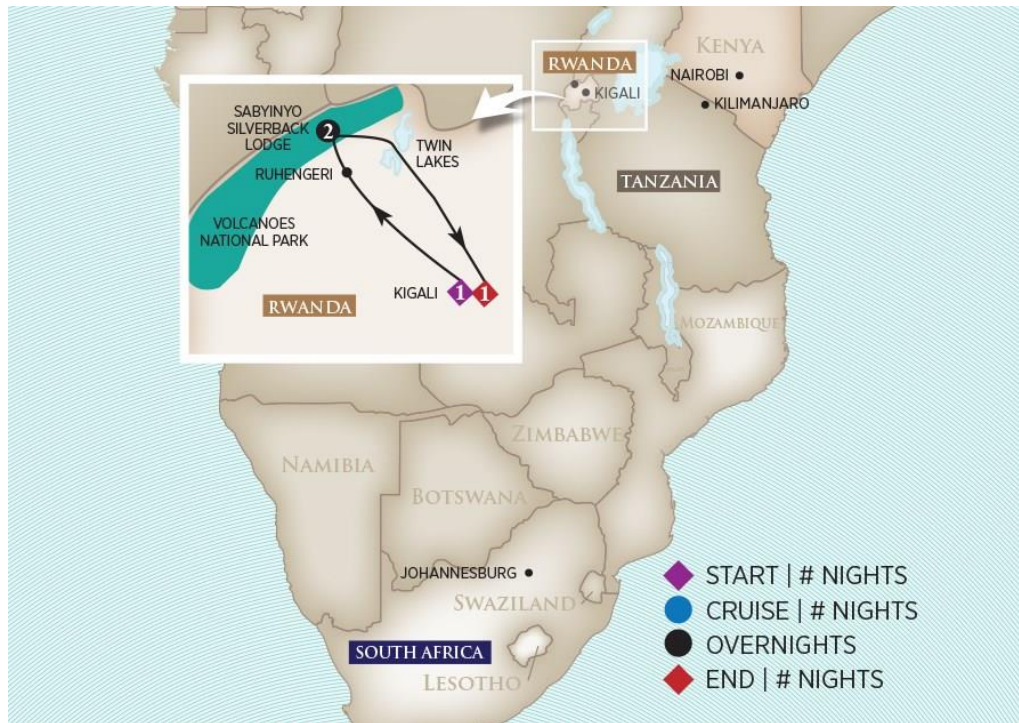 KENYA
RWANDA
NAIROBI
KIGALI
KILIMANJARO
SABYINYO
SILVERBACK
LODGE
2
TWIN
LAKES
RUHENGERI
VOLCANOES
NATIONAL PARK
KIGALI
1
1
RWANDA
TANZANIA
MOZAMBIQUE
ZIMBABWE
NAMIBIA
BOTSWANA
JOHANNESBURG
SWAZILAND
SOUTH AFRICA
LESOTHO
START | # NIGHTS
CRUISE | # NIGHTS
OVERNIGHTS
END | # NIGHTS